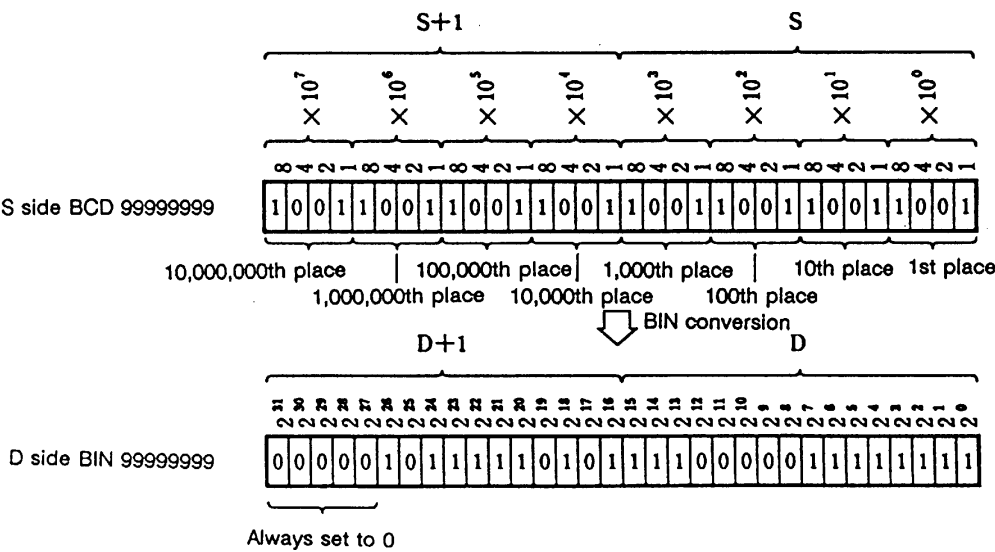 S+1 S
×10⁷ ×10⁶ ×10⁵ ×10⁴ ×10³ ×10² ×10¹ ×10⁰
8 4 2 1 8 4 2 1 8 4 2 1 8 4 2 1 8 4 2 1 8 4 2 1 8 4 2 1 8 4 2 1
S side BCD 99999999 1 0 0 1 1 0 0 1 1 0 0 1 1 0 0 1 1 0 0 1 1 0 0 1 1 0 0 1 1 0 0 1
10,000,000th place 100,000th place 1,000th place 10th place 1st place
1,000,000th place 10,000th place 100th place
BIN conversion
D+1 D
2³¹ 2³⁰ 2²⁹ 2²⁸ 2²⁷ 2²⁶ 2²⁵ 2²⁴ 2²³ 2²² 2²¹ 2²⁰ 2¹⁹ 2¹⁸ 2¹⁷ 2¹⁶ 2¹⁵ 2¹⁴ 2¹³ 2¹² 2¹¹ 2¹⁰ 2⁹ 2⁸ 2⁷ 2⁶ 2⁵ 2⁴ 2³ 2² 2¹ 2⁰
D side BIN 99999999 0 0 0 0 0 1 0 1 1 1 1 1 0 1 0 1 1 1 1 0 0 0 0 0 1 1 1 1 1 1 1 1
Always set to 0